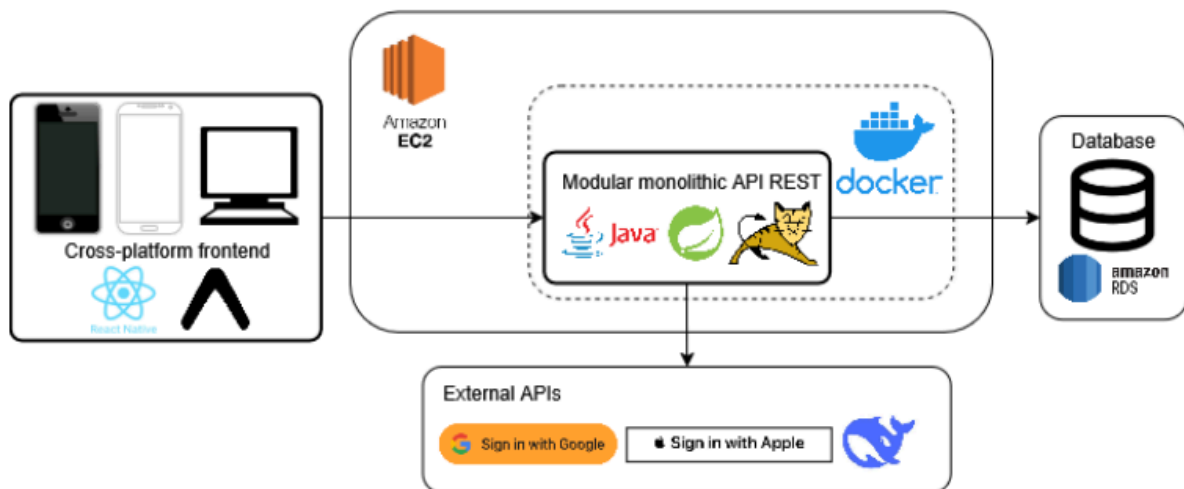 Cross-platform frontend
React Native
Amazon
EC2
Modular monolithic API REST
Java
docker
Database
amazon
RDS
External APIs
Sign in with Google
Sign in with Apple